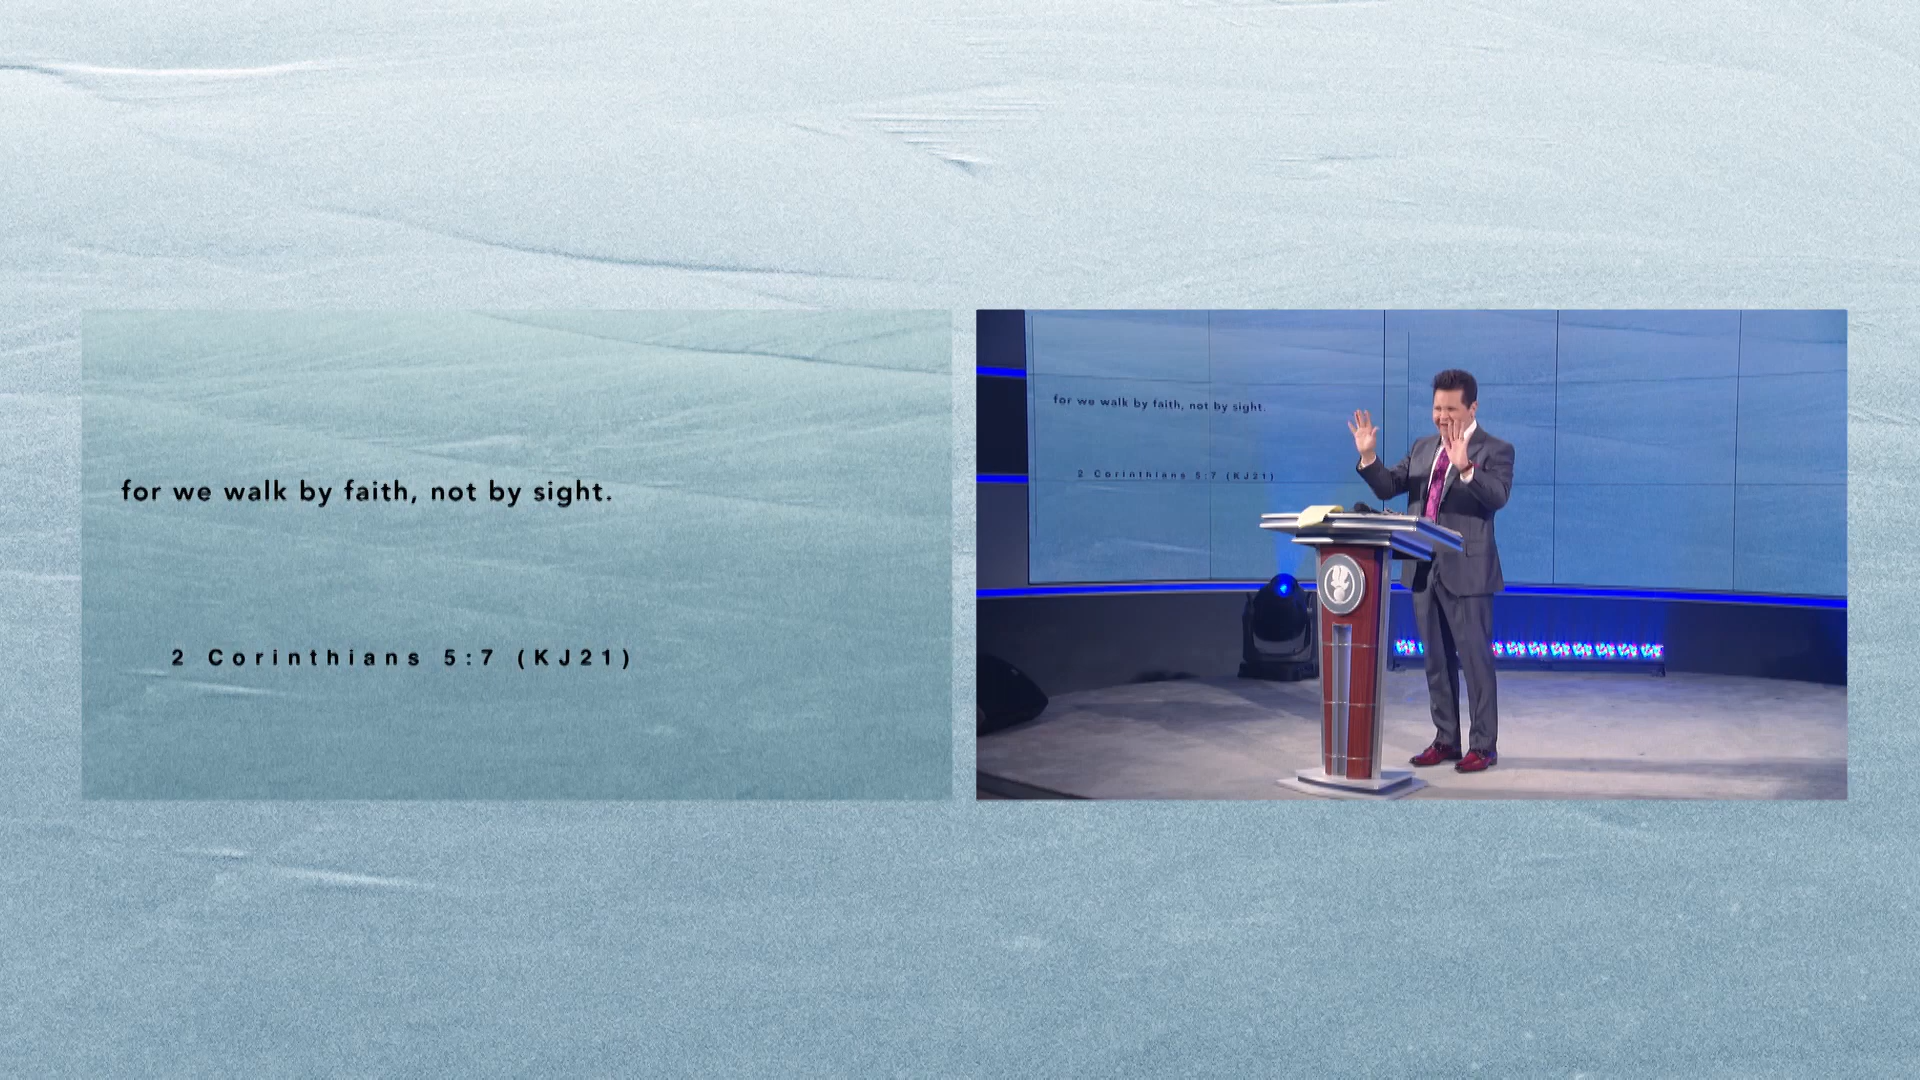 for we walk by faith, not by sight.
2 Corinthians 5:7 (KJ21)
for we walk by faith, not by sight.
2 Corinthians 5:7 (KJ21)